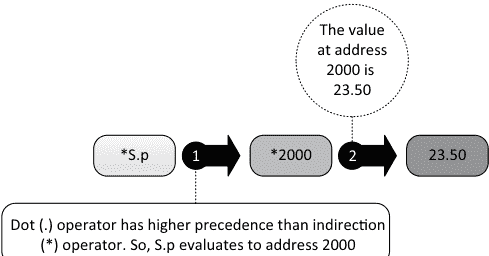 The value
at address
2000 is
23.50
*S.p
1
*2000
2
23.50
Dot (.) operator has higher precedence than indirection
(*) operator. So, S.p evaluates to address 2000